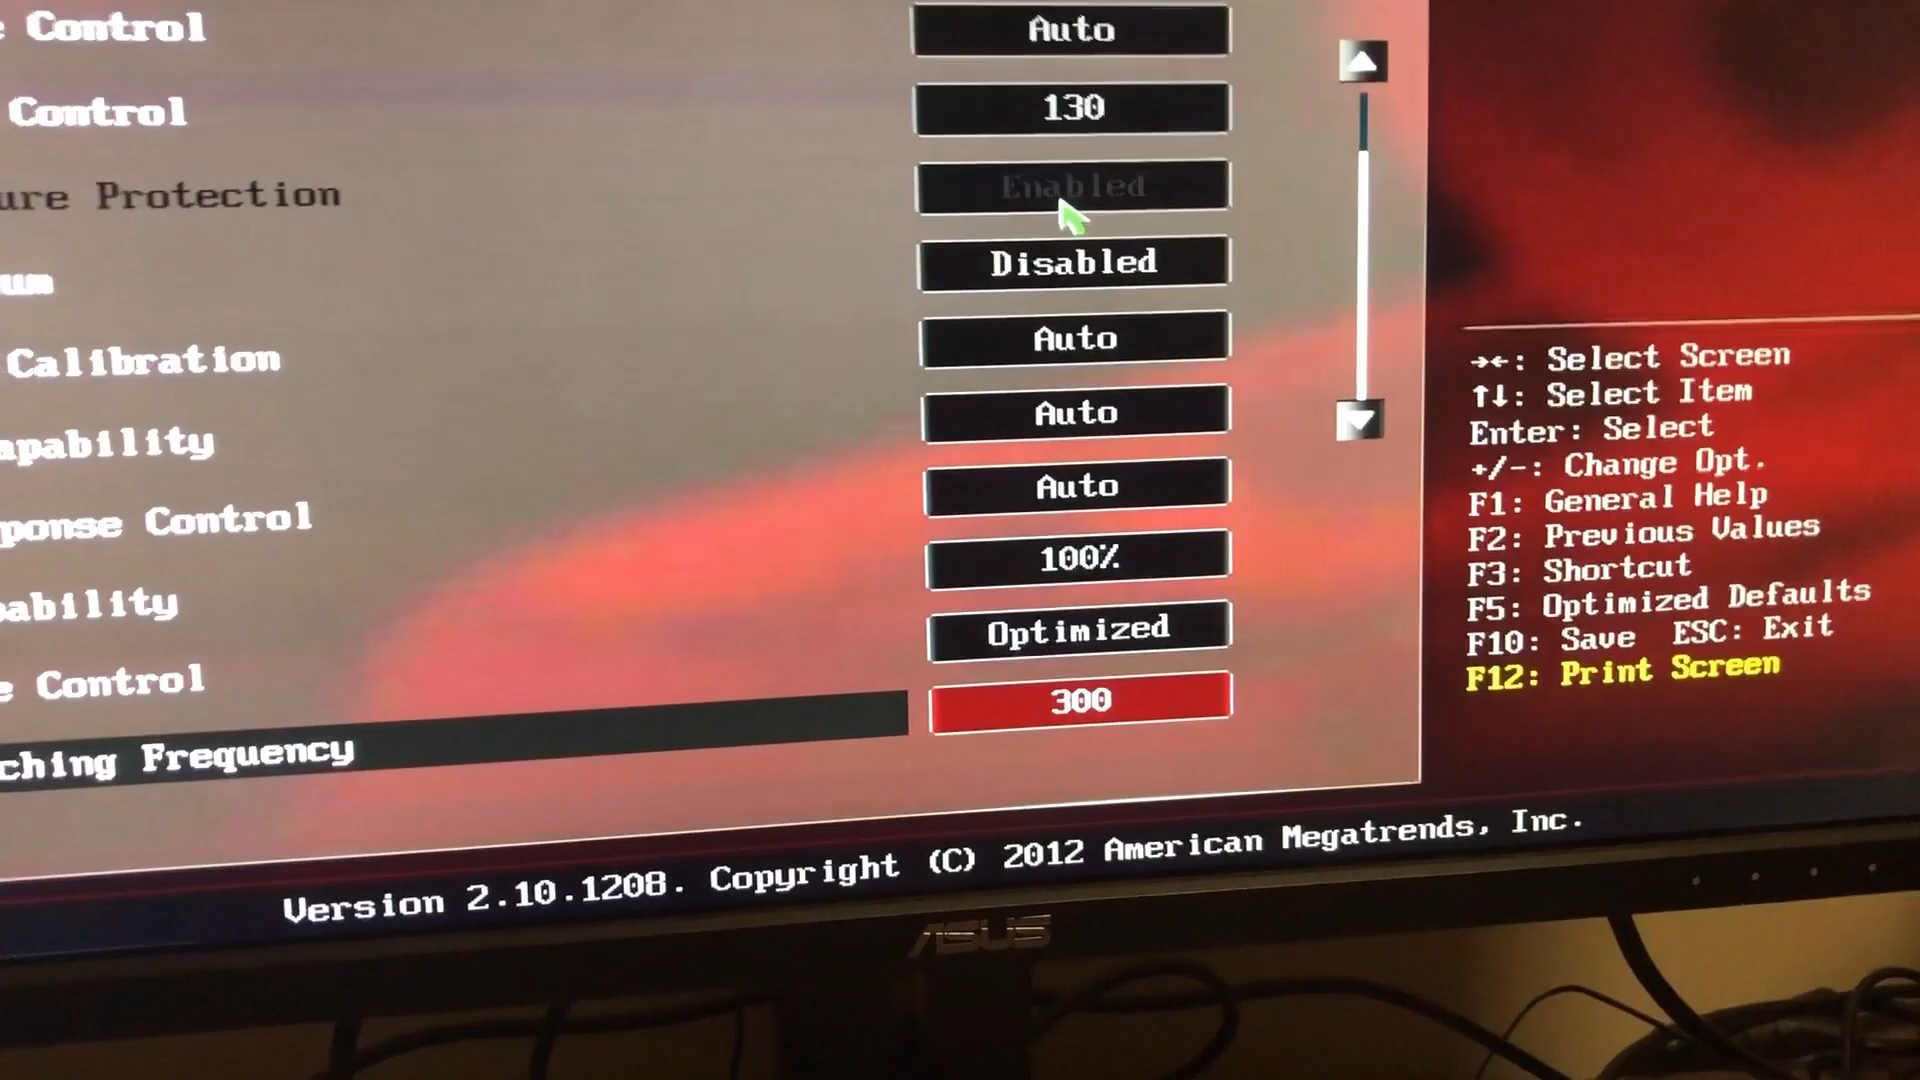 e Control Auto
Control 130
ure Protection Enabled
um Disabled
Calibration Auto
apability Auto
ponse Control Auto
ability 100%
e Control Optimized
ching Frequency 300
→←: Select Screen
↑↓: Select Item
Enter: Select
+/-: Change Opt.
F1: General Help
F2: Previous Values
F3: Shortcut
F5: Optimized Defaults
F10: Save ESC: Exit
F12: Print Screen
Version 2.10.1208. Copyright (C) 2012 American Megatrends, Inc.
ASUS